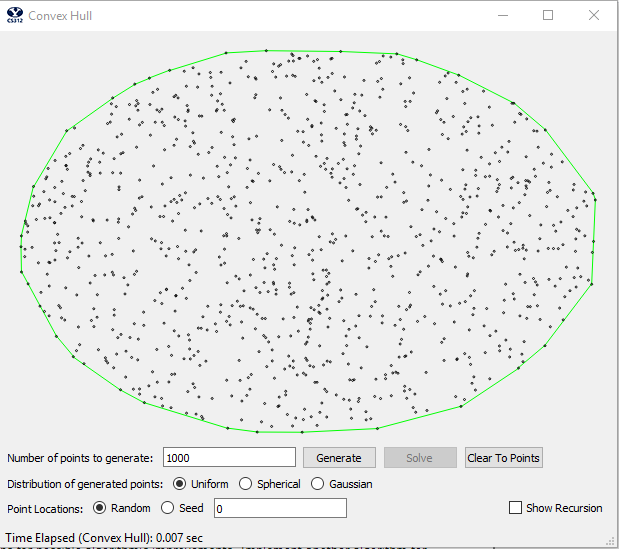 CS312 Convex Hull
Number of points to generate: 1000 Generate Solve Clear To Points
Distribution of generated points: Uniform Spherical Gaussian
Point Locations: Random Seed 0 Show Recursion
Time Elapsed (Convex Hull): 0.007 sec